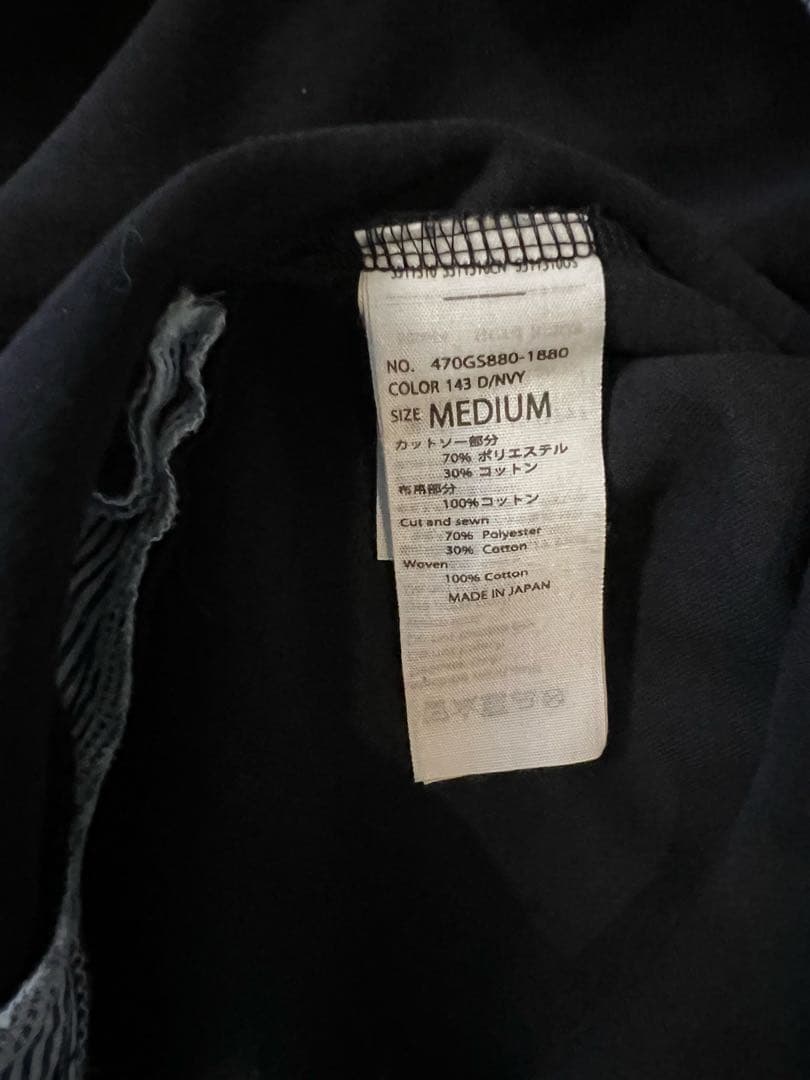 NO. 470GS880-1880
COLOR 143 D/NVY
SIZE MEDIUM
カットソー部分
70% ポリエステル
30% コットン
布帛部分
100%コットン
Cut and sewn
70% Polyester
30% Cotton
Woven
100% Cotton
MADE IN JAPAN